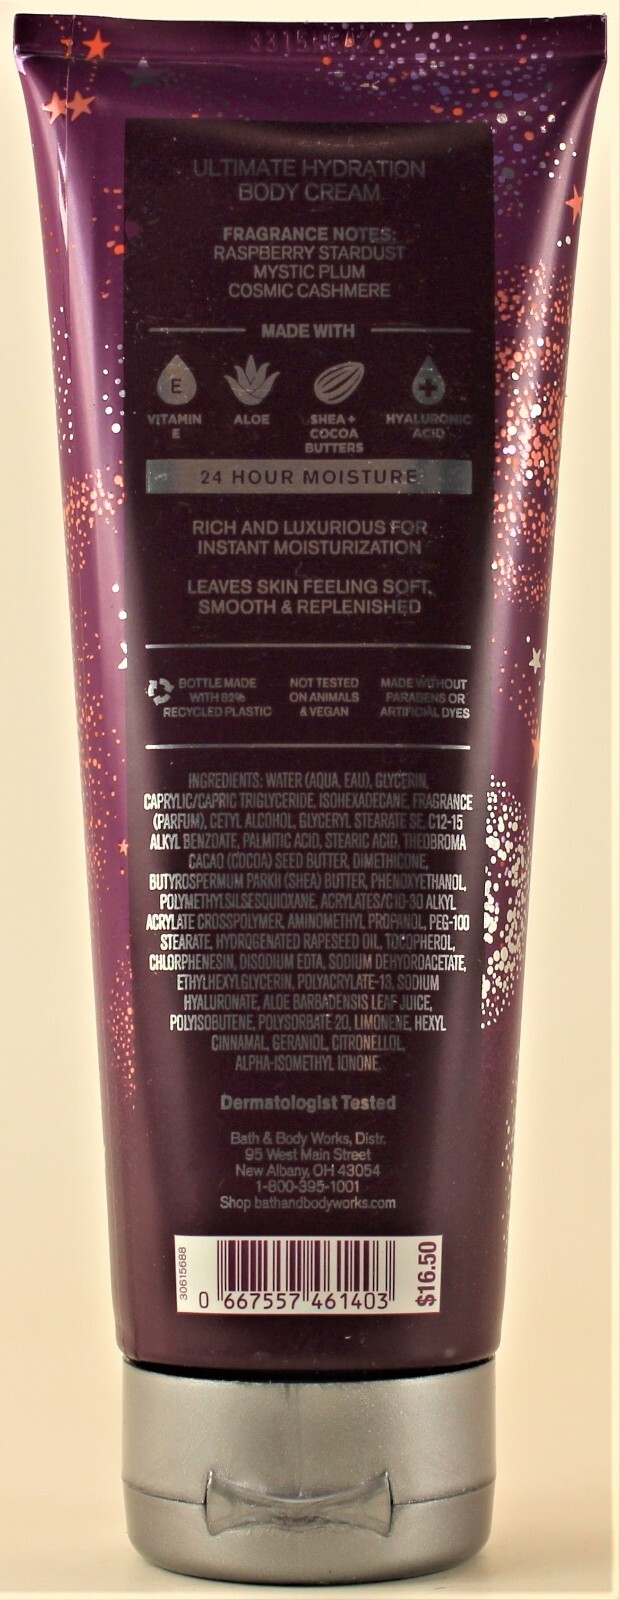 ULTIMATE HYDRATION
BODY CREAM
FRAGRANCE NOTES:
RASPBERRY STARDUST
MYSTIC PLUM
COSMIC CASHMERE
MADE WITH
E
VITAMIN
E
ALOE
SHEA +
COCOA
BUTTERS
HYALURONIC
ACID
24 HOUR MOISTURE
RICH AND LUXURIOUS FOR
INSTANT MOISTURIZATION
LEAVES SKIN FEELING SOFT,
SMOOTH & REPLENISHED
BOTTLE MADE
WITH 62%
RECYCLED PLASTIC
NOT TESTED
ON ANIMALS
& VEGAN
MADE WITHOUT
PARABENS OR
ARTIFICIAL DYES
INGREDIENTS: WATER (AQUA, EAU), GLYCERIN,
CAPRYLIC/CAPRIC TRIGLYCERIDE, ISOHEXADECANE, FRAGRANCE
(PARFUM), CETYL ALCOHOL, GLYCERYL STEARATE SE, C12-15
ALKYL BENZOATE, PALMITIC ACID, STEARIC ACID, THEOBROMA
CACAO (COCOA) SEED BUTTER, DIMETHICONE,
BUTYROSPERMUM PARKII (SHEA) BUTTER, PHENOXYETHANOL,
POLYMETHYLSILSESQUIOXANE, ACRYLATES/C10-30 ALKYL
ACRYLATE CROSSPOLYMER, AMINOMETHYL PROPANOL, PEG-100
STEARATE, HYDROGENATED RAPESEED OIL, TOCOPHEROL,
CHLORPHENESIN, DISODIUM EDTA, SODIUM DEHYDROACETATE,
ETHYLHEXYLGLYCERIN, POLYACRYLATE-13, SODIUM
HYALURONATE, ALOE BARBADENSIS LEAF JUICE,
POLYISOBUTENE, POLYSORBATE 20, LIMONENE, HEXYL
CINNAMAL, GERANIOL, CITRONELLOL,
ALPHA-ISOMETHYL IONONE.
Dermatologist Tested
Bath & Body Works, Distr.
95 West Main Street
New Albany, OH 43054
1-800-395-1001
Shop bathandbodyworks.com
30615688
0 667557 461403
$16.50